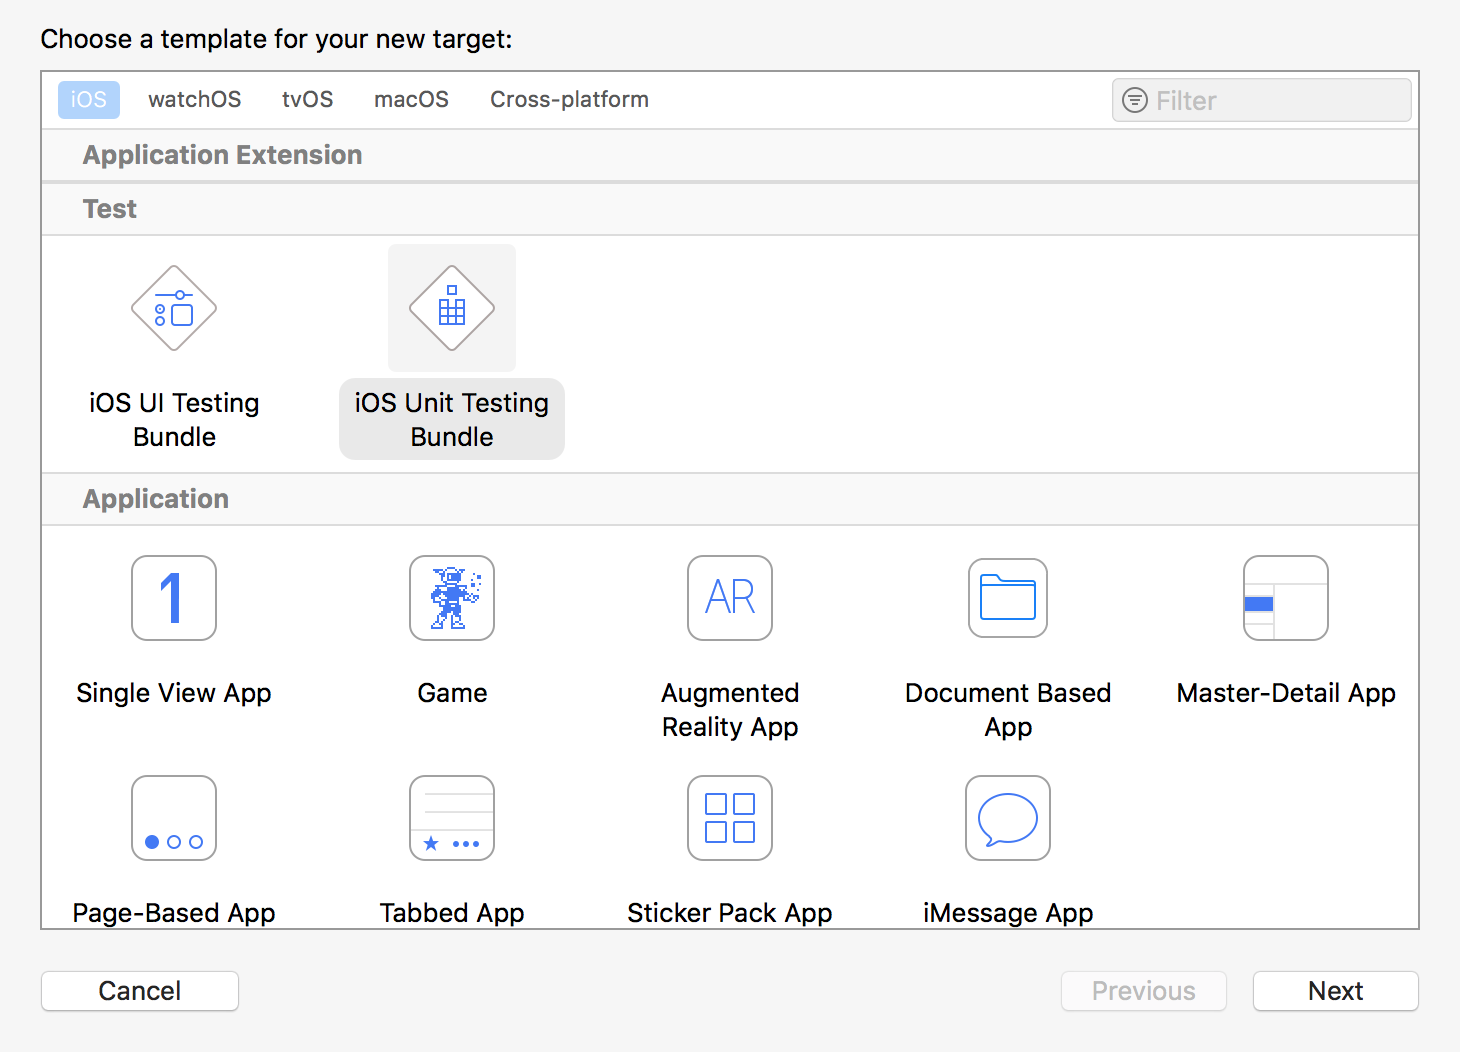 Choose a template for your new target:
iOS watchOS tvOS macOS Cross-platform Filter
Application Extension
Test
iOS UI Testing
Bundle
iOS Unit Testing
Bundle
Application
1
AR
Single View App
Game
Augmented
Reality App
Document Based
App
Master-Detail App
Page-Based App
Tabbed App
Sticker Pack App
iMessage App
Cancel
Previous
Next